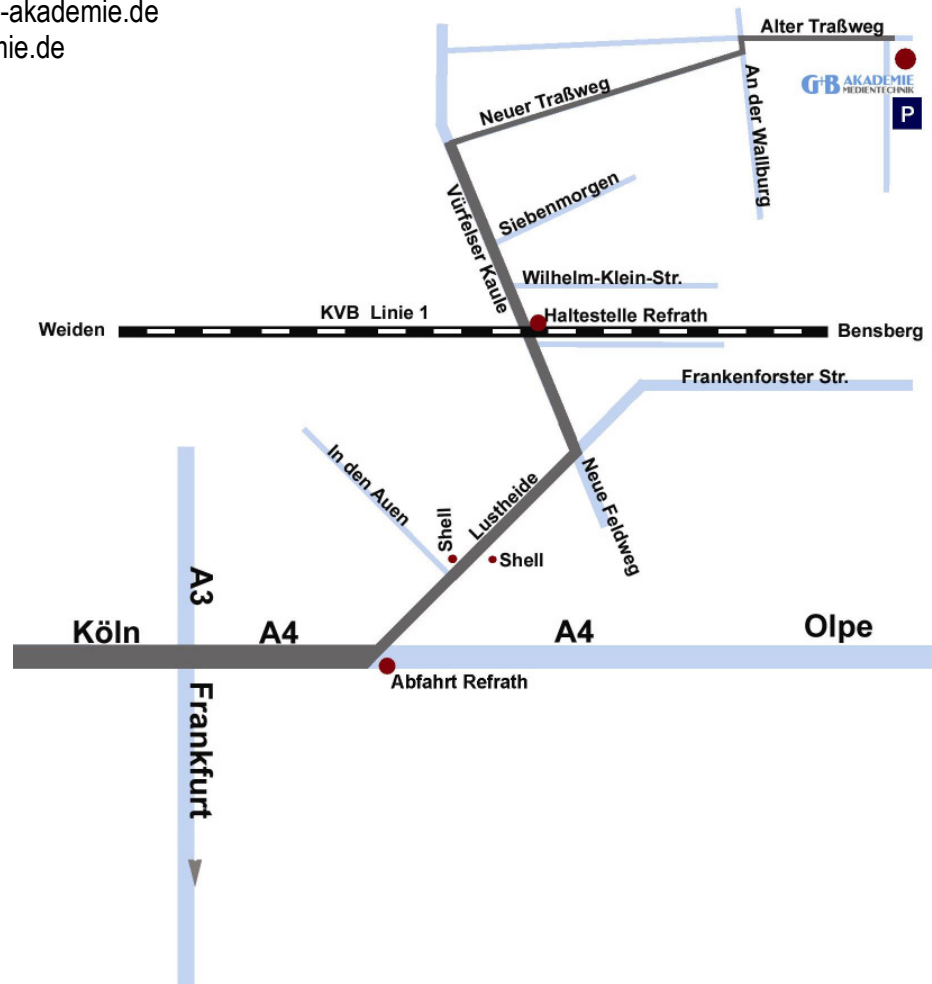 -akademie.de
nie.de
Alter Traßweg
G+B AKADEMIE
MEDIENTECHNIK
P
An der Wallburg
Neuer Traßweg
Siebenmorgen
Vürfelser Kaule
Wilhelm-Klein-Str.
KVB Linie 1
Haltestelle Refrath
Weiden
Bensberg
Frankenforster Str.
In den Auen
Lustheide
Neue Feldweg
Shell
Shell
A3
Köln
A4
A4
Olpe
Abfahrt Refrath
Frankfurt